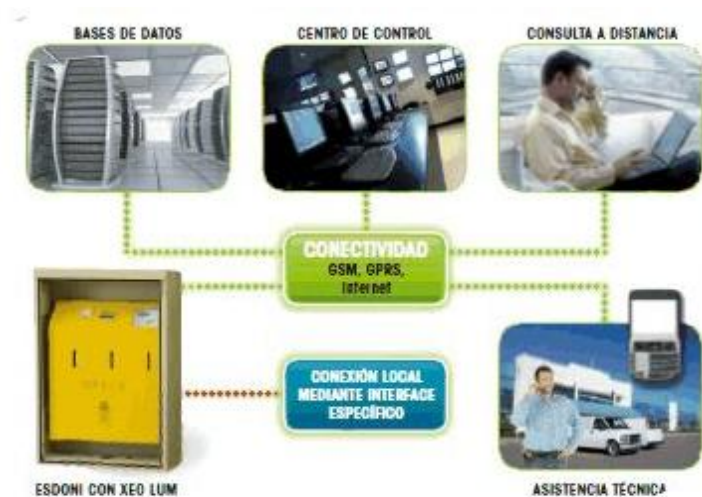 BASES DE DATOS
CENTRO DE CONTROL
CONSULTA A DISTANCIA
CONECTIVIDAD
GSM, GPRS,
Internet
CONEXIÓN LOCAL
MEDIANTE INTERFACE
ESPECÍFICO
ESDONI CON XEO LUM
ASISTENCIA TÉCNICA